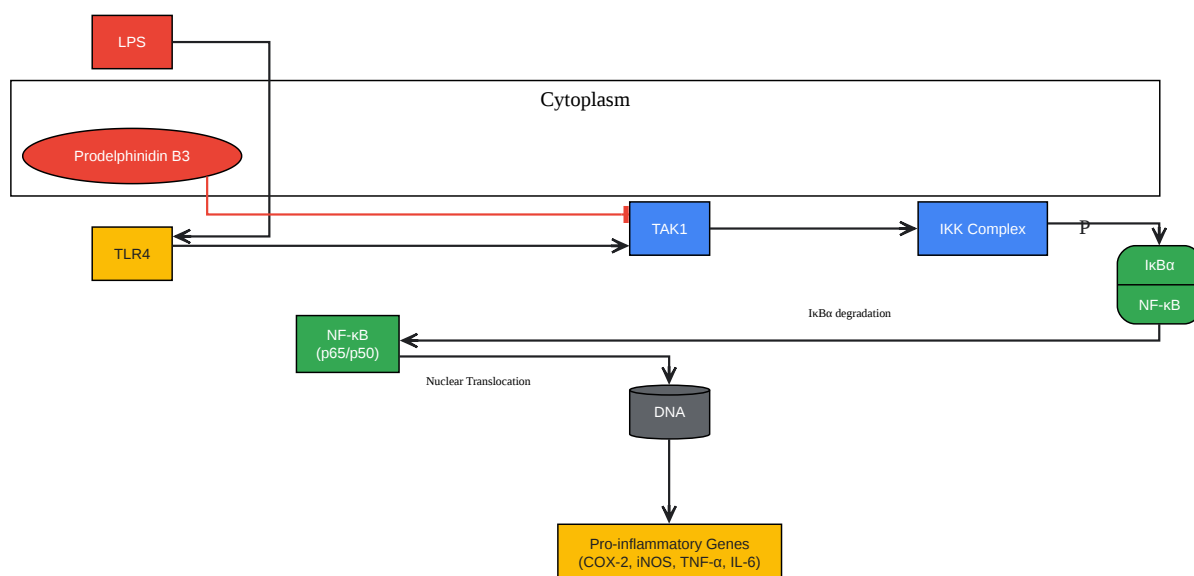 LPS
Cytoplasm
Prodelphinidin B3
TLR4
TAK1
IKK Complex
P
IκBα
NF-κB
IκBα degradation
NF-κB
(p65/p50)
Nuclear Translocation
DNA
Pro-inflammatory Genes
(COX-2, iNOS, TNF-α, IL-6)